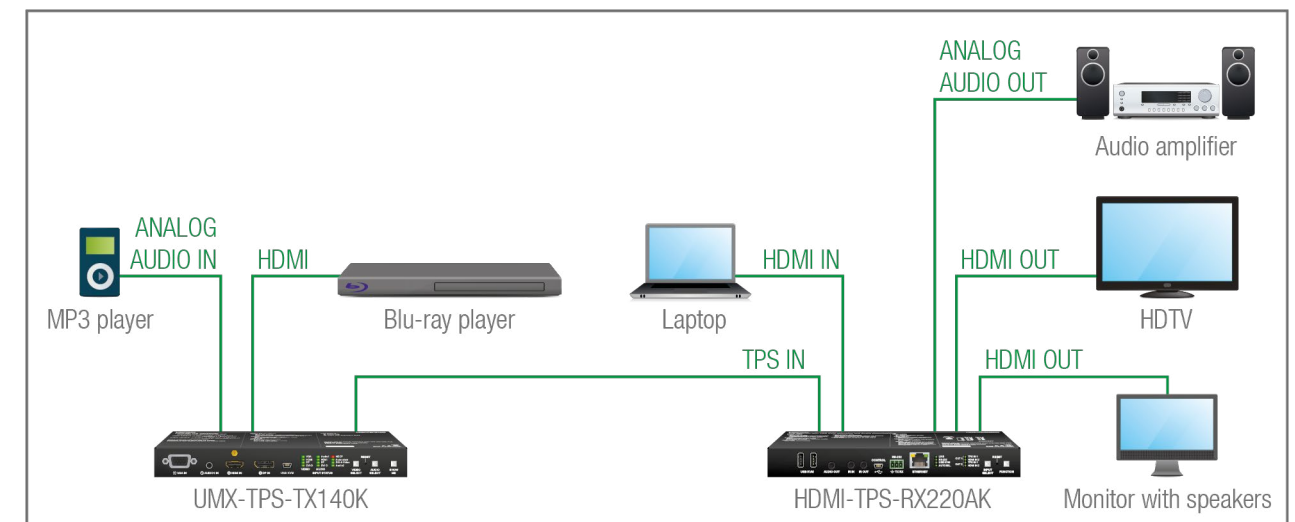 ANALOG
AUDIO OUT
Audio amplifier
ANALOG
AUDIO IN
HDMI
HDMI IN
HDMI OUT
MP3 player
Blu-ray player
Laptop
HDTV
TPS IN
HDMI OUT
UMX-TPS-TX140K
HDMI-TPS-RX220AK
Monitor with speakers